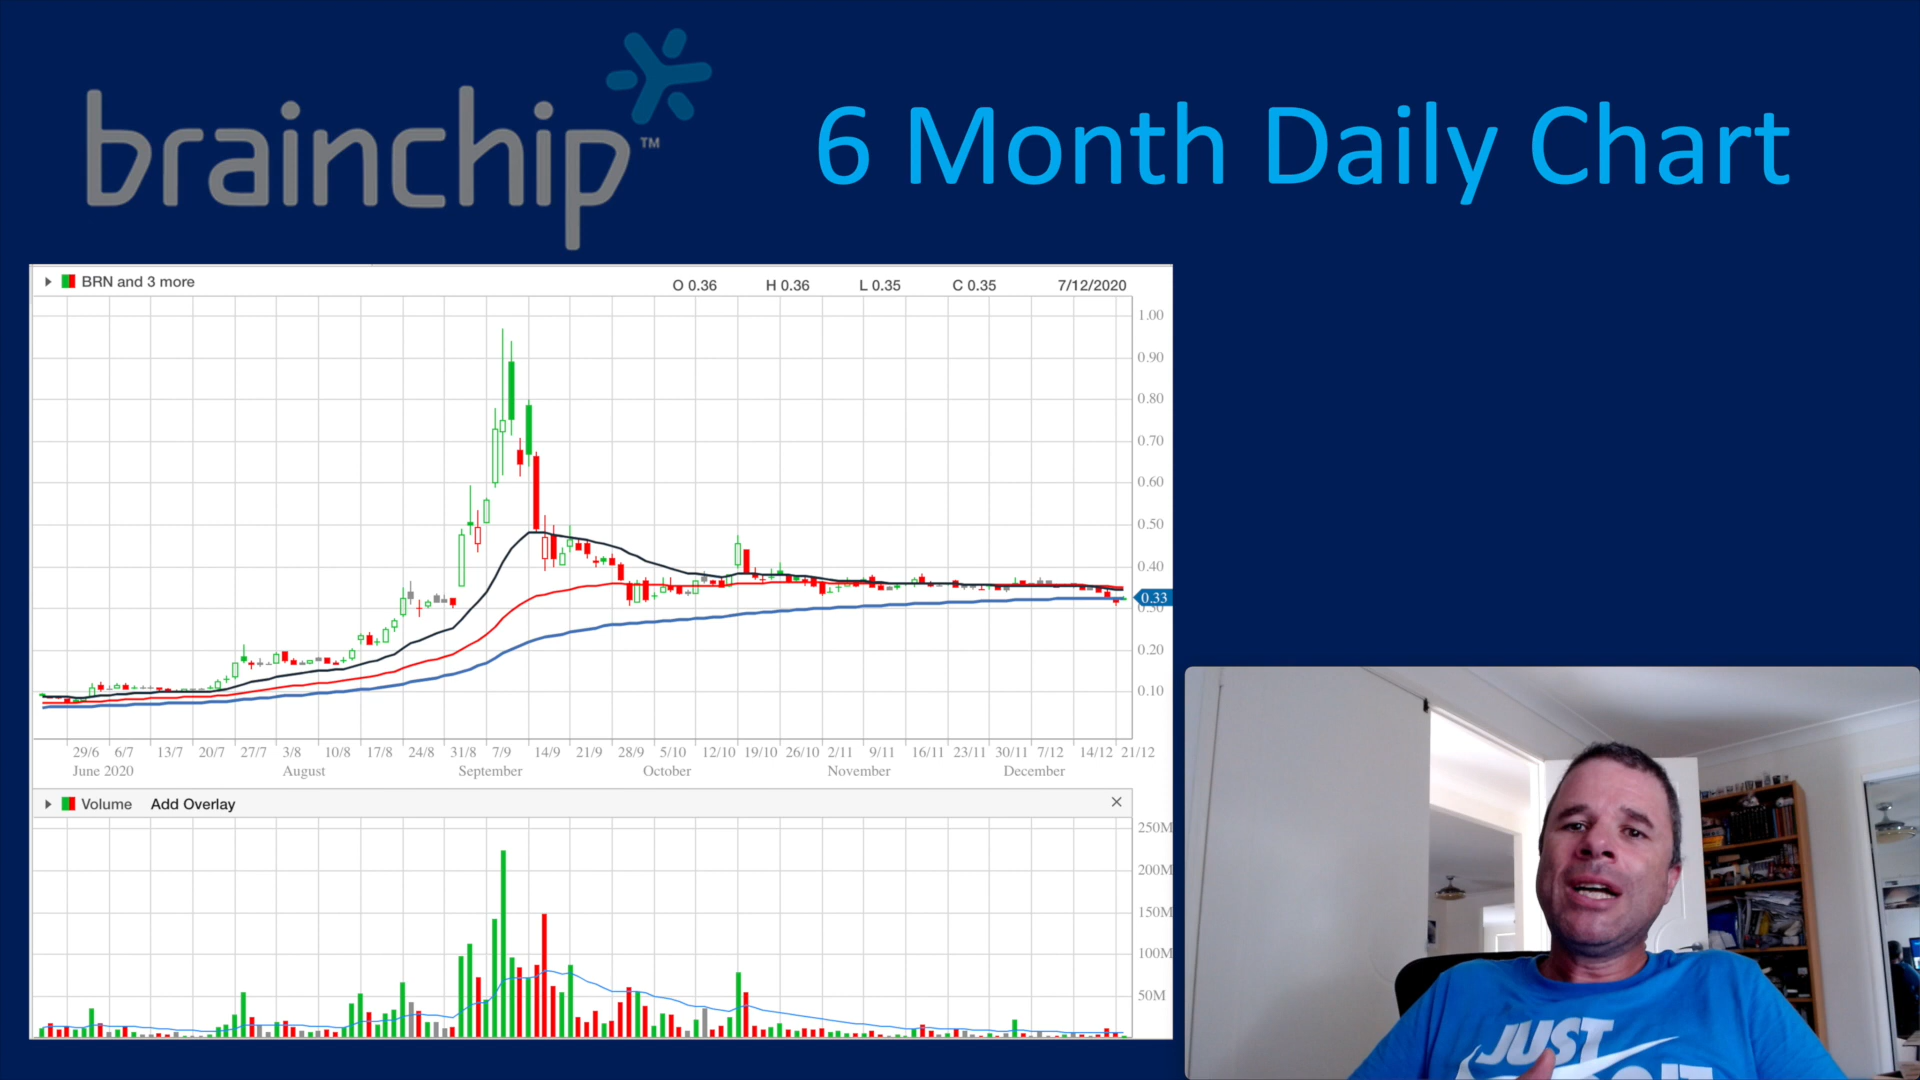 brainchip™
6 Month Daily Chart
BRN and 3 more
O 0.36 H 0.36 L 0.35 C 0.35 7/12/2020
1.00
0.90
0.80
0.70
0.60
0.50
0.40
0.33
0.30
0.20
0.10
29/6 6/7 13/7 20/7 27/7 3/8 10/8 17/8 24/8 31/8 7/9 14/9 21/9 28/9 5/10 12/10 19/10 26/10 2/11 9/11 16/11 23/11 30/11 7/12 14/12 21/12
June 2020 August September October November December
Volume Add Overlay
250M
200M
150M
100M
50M
JUST